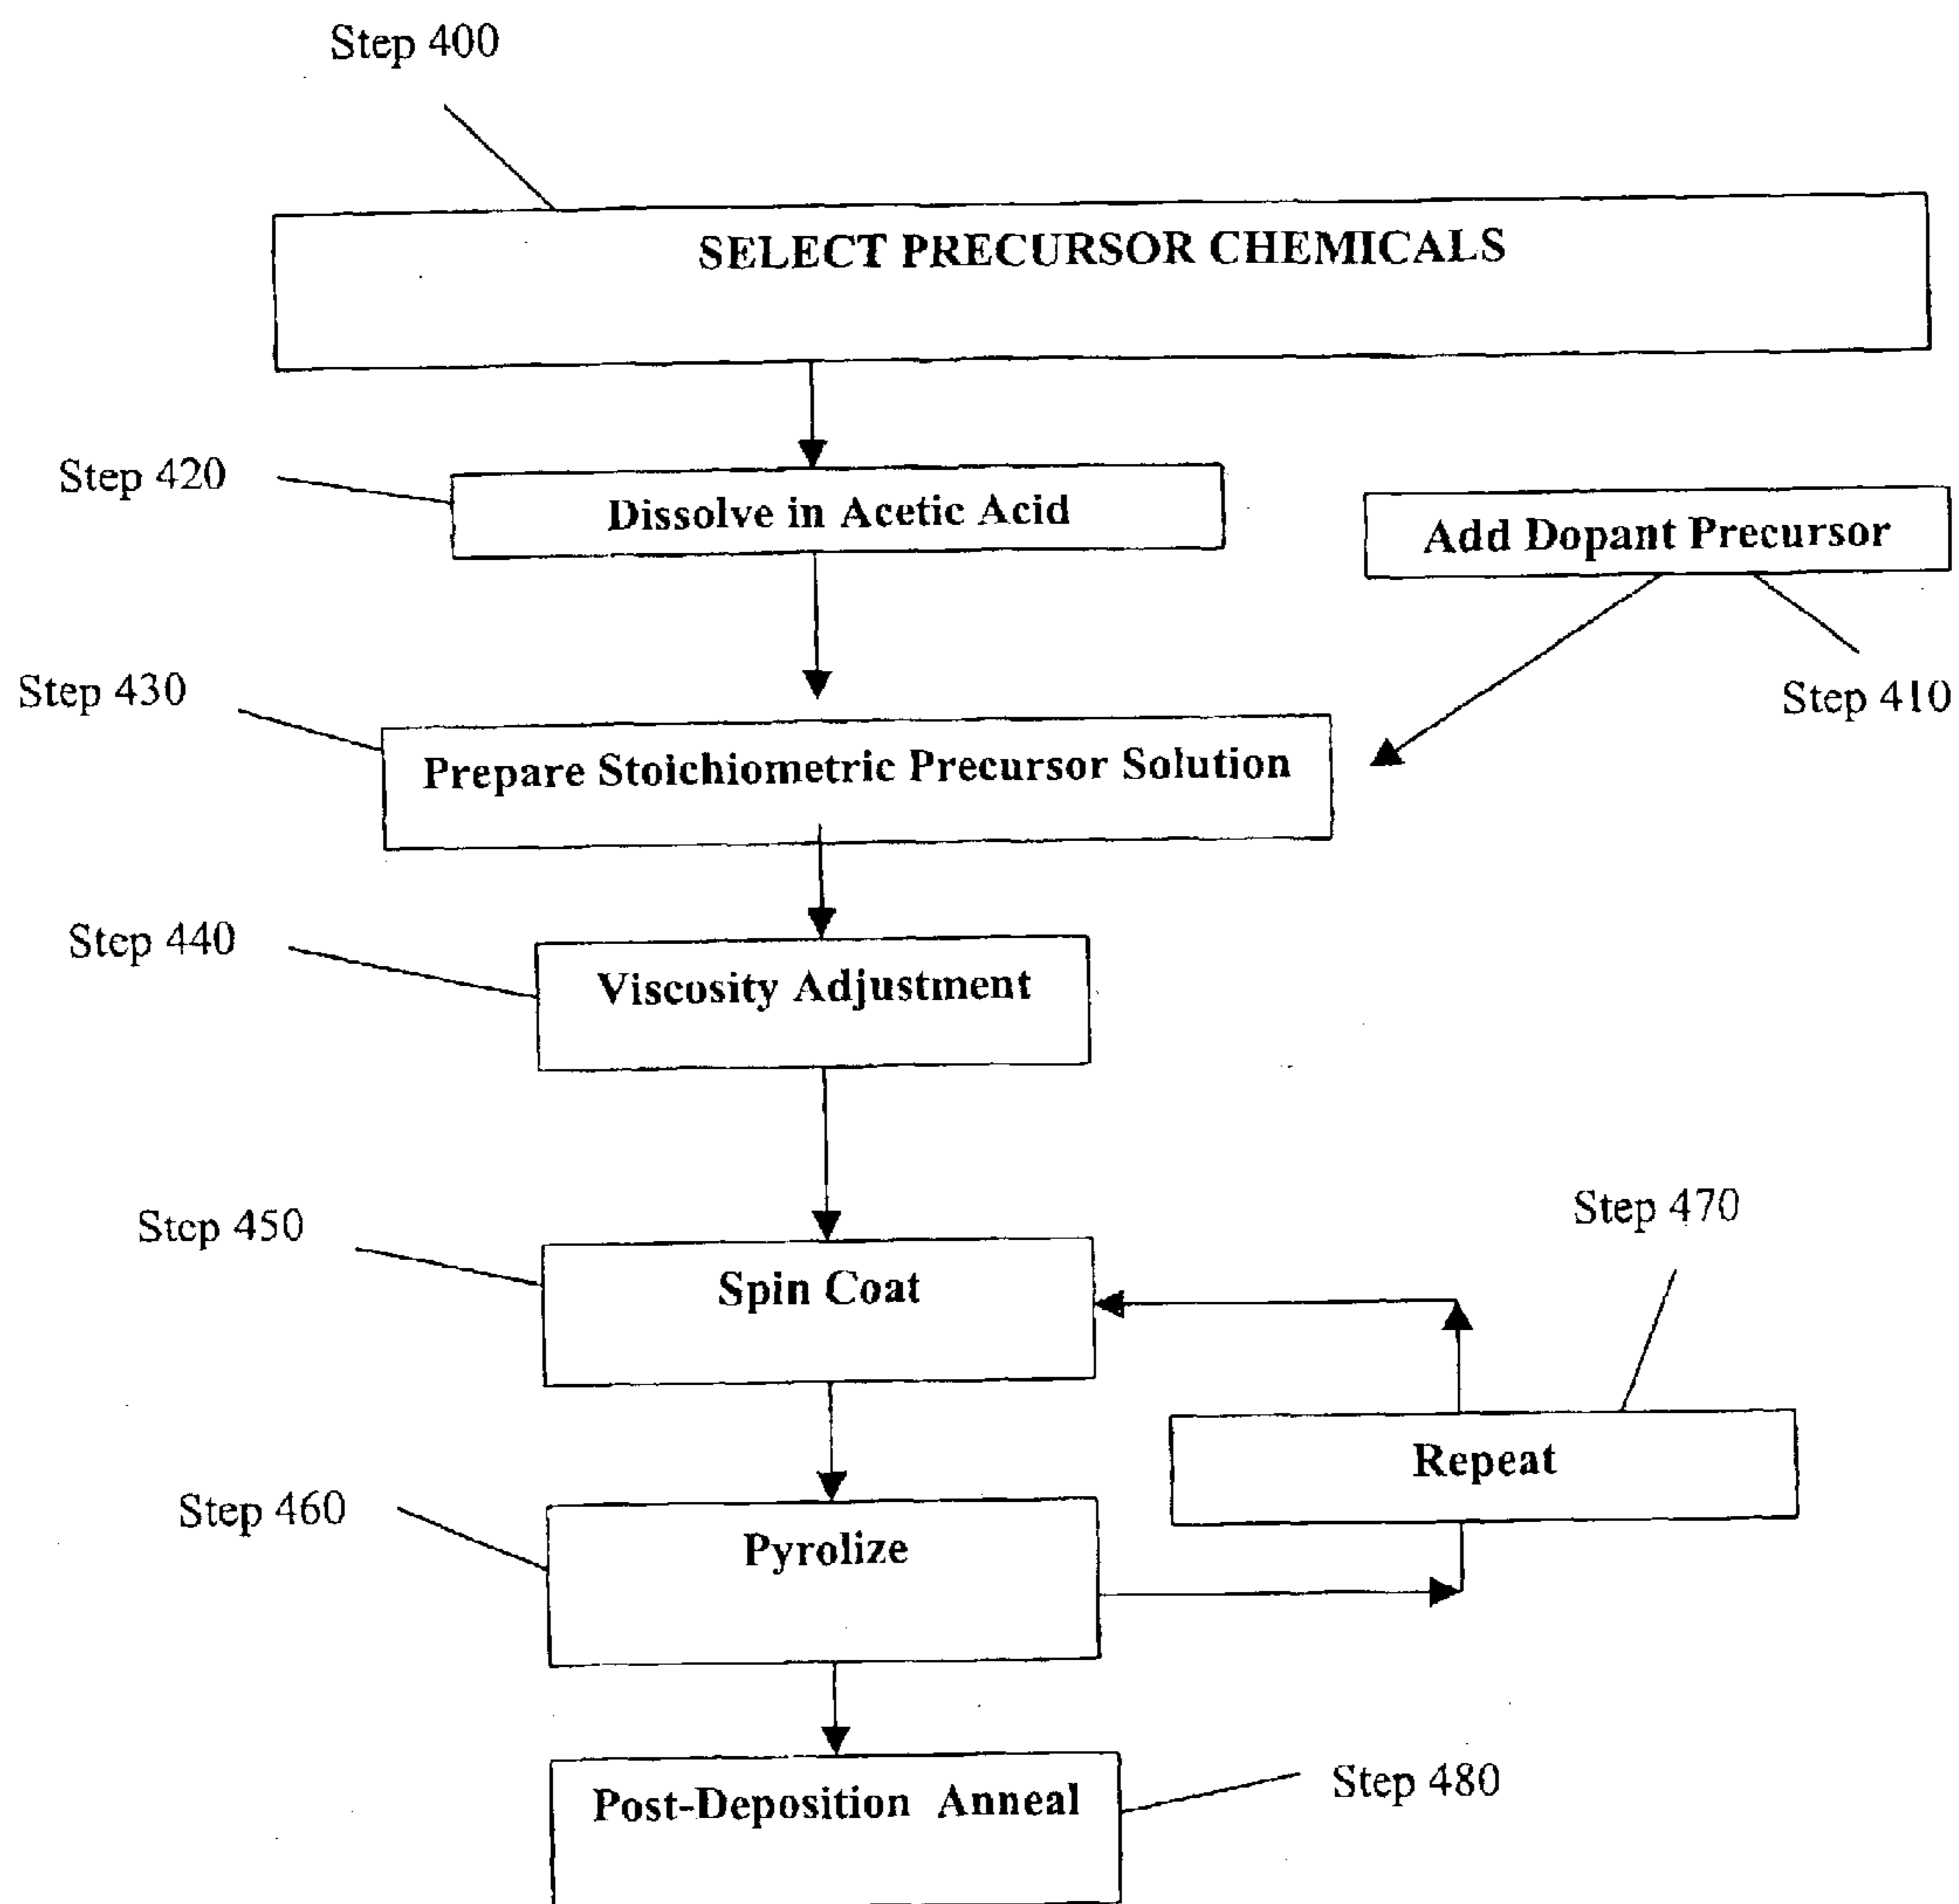 Step 400
SELECT PRECURSOR CHEMICALS
Step 420
Dissolve in Acetic Acid
Add Dopant Precursor
Step 430
Step 410
Prepare Stoichiometric Precursor Solution
Step 440
Viscosity Adjustment
Step 450
Step 470
Spin Coat
Repeat
Step 460
Pyrolize
Post-Deposition Anneal
Step 480